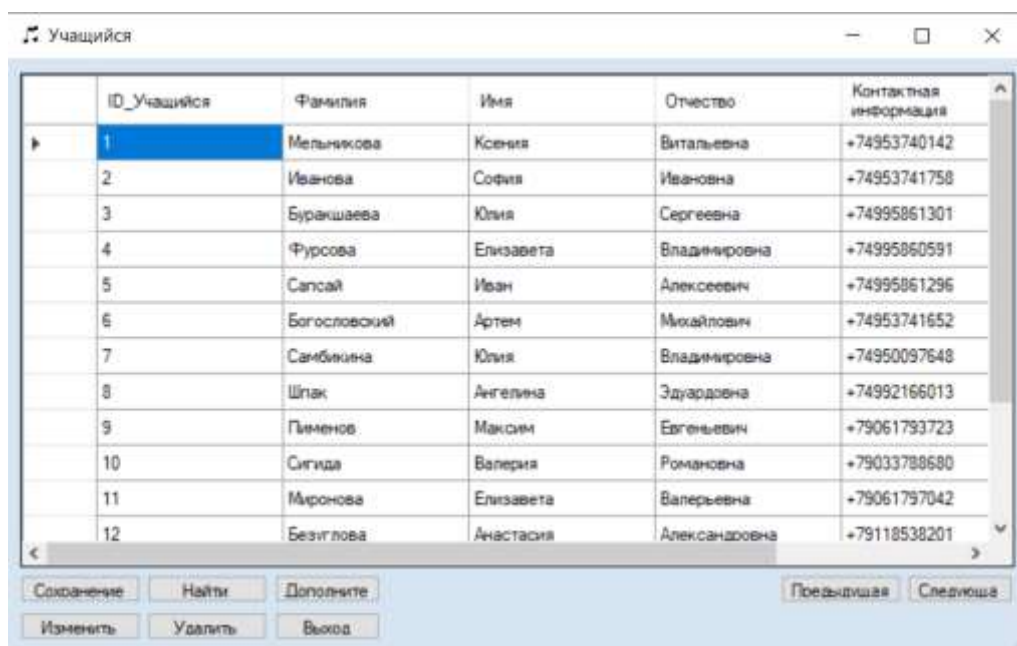 Учащийся
ID_Учащийся Фамилия Имя Отчество Контактная информация
1 Мельникова Ксения Витальевна +74953740142
2 Иванова София Ивановна +74953741758
3 Буракшаева Юлия Сергеевна +74995861301
4 Фурсова Елизавета Владимировна +74995860591
5 Сапсай Иван Алексеевич +74995861296
6 Богословский Артем Михайлович +74953741652
7 Самбикина Юлия Владимировна +74950097648
8 Шпак Ангелина Эдуардовна +74992166013
9 Пименов Максим Евгеньевич +79061793723
10 Сигида Валерия Романовна +79033788680
11 Миронова Елизавета Валерьевна +79061797042
12 Безуглова Анастасия Александровна +79118538201
Сохранение Найти Дополните Предыдущая Следующа
Изменить Удалить Выход